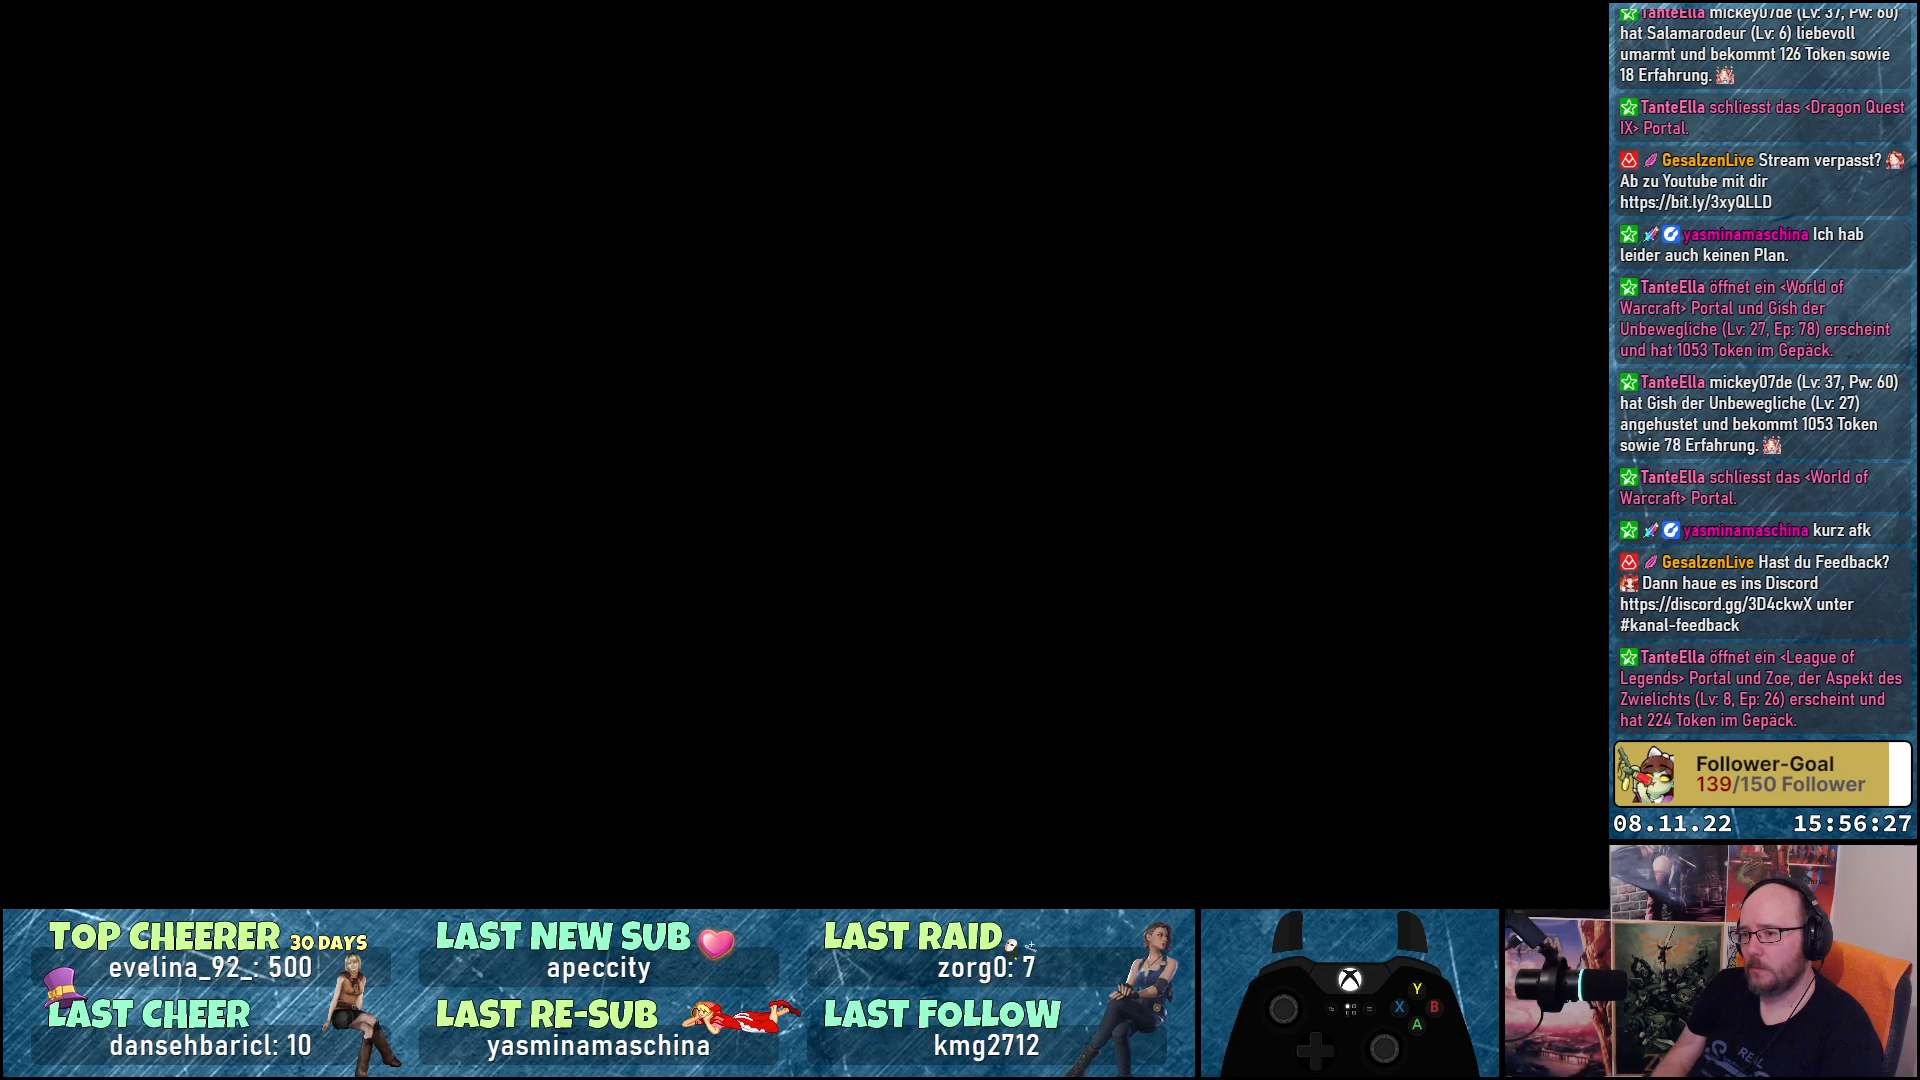 TanteElla mickey07de (Lv: 37, Pw: 60)
hat Salamarodeur (Lv: 6) liebevoll
umarmt und bekommt 126 Token sowie
18 Erfahrung.
TanteElla schliesst das <Dragon Quest
IX> Portal.
GesalzenLive Stream verpasst?
Ab zu Youtube mit dir
https://bit.ly/3xyQLLD
yasminamaschina Ich hab
leider auch keinen Plan.
TanteElla öffnet ein <World of
Warcraft> Portal und Gish der
Unbewegliche (Lv: 27, Ep: 78) erscheint
und hat 1053 Token im Gepäck.
TanteElla mickey07de (Lv: 37, Pw: 60)
hat Gish der Unbewegliche (Lv: 27)
angehustet und bekommt 1053 Token
sowie 78 Erfahrung.
TanteElla schliesst das <World of
Warcraft> Portal.
yasminamaschina kurz afk
GesalzenLive Hast du Feedback?
Dann haue es ins Discord
https://discord.gg/3D4ckwX unter
#kanal-feedback
TanteElla öffnet ein <League of
Legends> Portal und Zoe, der Aspekt des
Zwielichts (Lv: 8, Ep: 26) erscheint und
hat 224 Token im Gepäck.
Follower-Goal
139/150 Follower
08.11.22 15:56:27
TOP CHEERER 30 DAYS
evelina_92_: 500
LAST CHEER
dansehbaricl: 10
LAST NEW SUB
apeccity
LAST RE-SUB
yasminamaschina
LAST RAID
zorg0: 7
LAST FOLLOW
kmg2712
Y
X B
A
REAL